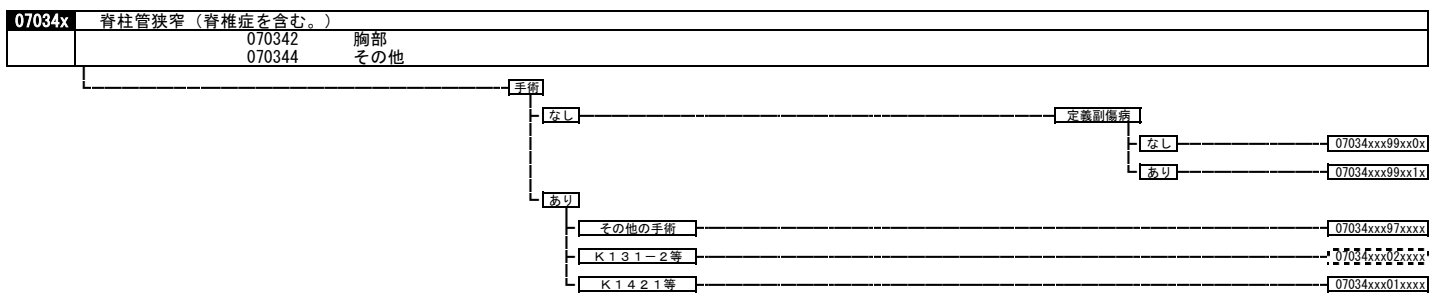 07034x 脊柱管狭窄（脊椎症を含む。）
070342 胸部
070344 その他
手術
なし 定義副傷病
なし 07034xxx99xx0x
あり 07034xxx99xx1x
あり
その他の手術 07034xxx97xxxx
Ｋ１３１－２等 07034xxx02xxxx
Ｋ１４２１等 07034xxx01xxxx